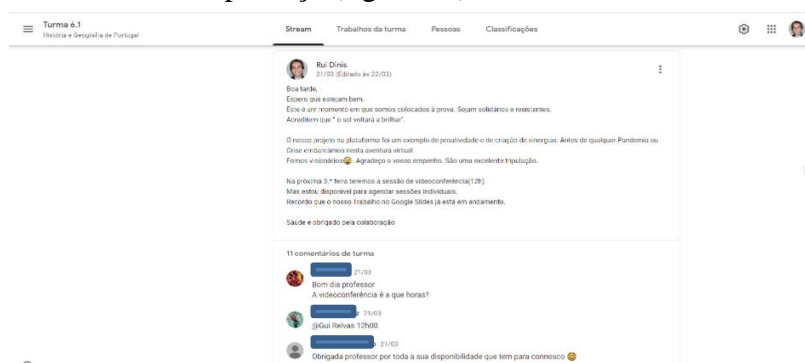 Turma 6.1
História e Geografia de Portugal
Stream Trabalhos da turma Pessoas Classificações
Rui Dinis
21/03 (Editado às 22/03)
Boa tarde,
Espero que estejam bem.
Este é um momento em que somos colocados à prova. Sejam solidários e resistentes.
Acreditem que " o sol voltará a brilhar".
O nosso projeto na plataforma foi um exemplo de proatividade e de criação de sinergias. Antes de qualquer Pandemia ou
Crise embarcámos nesta aventura virtual.
Fomos visionários😀. Agradeço o vosso empenho. São uma excelente tripulação.
Na próxima 3.ª feira teremos a sessão de videoconferência(12h).
Mas estou disponível para agendar sessões individuais.
Recordo que o nosso Trabalho no Google Slides já está em andamento.
Saúde e obrigado pela colaboração
11 comentários de turma
21/03
Bom dia professor
A videoconferência é a que horas?
21/03
@Gui Relvas 12h00
21/03
Obrigada professor por toda a sua disponibilidade que tem para connosco 😊